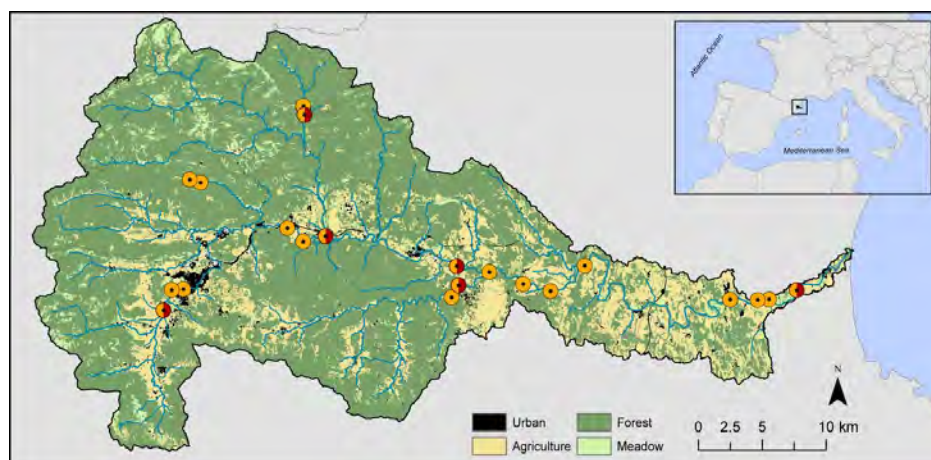 Atlantic Ocean
Mediterranean Sea
N
Urban
Forest
Agriculture
Meadow
0 2.5 5 10 km